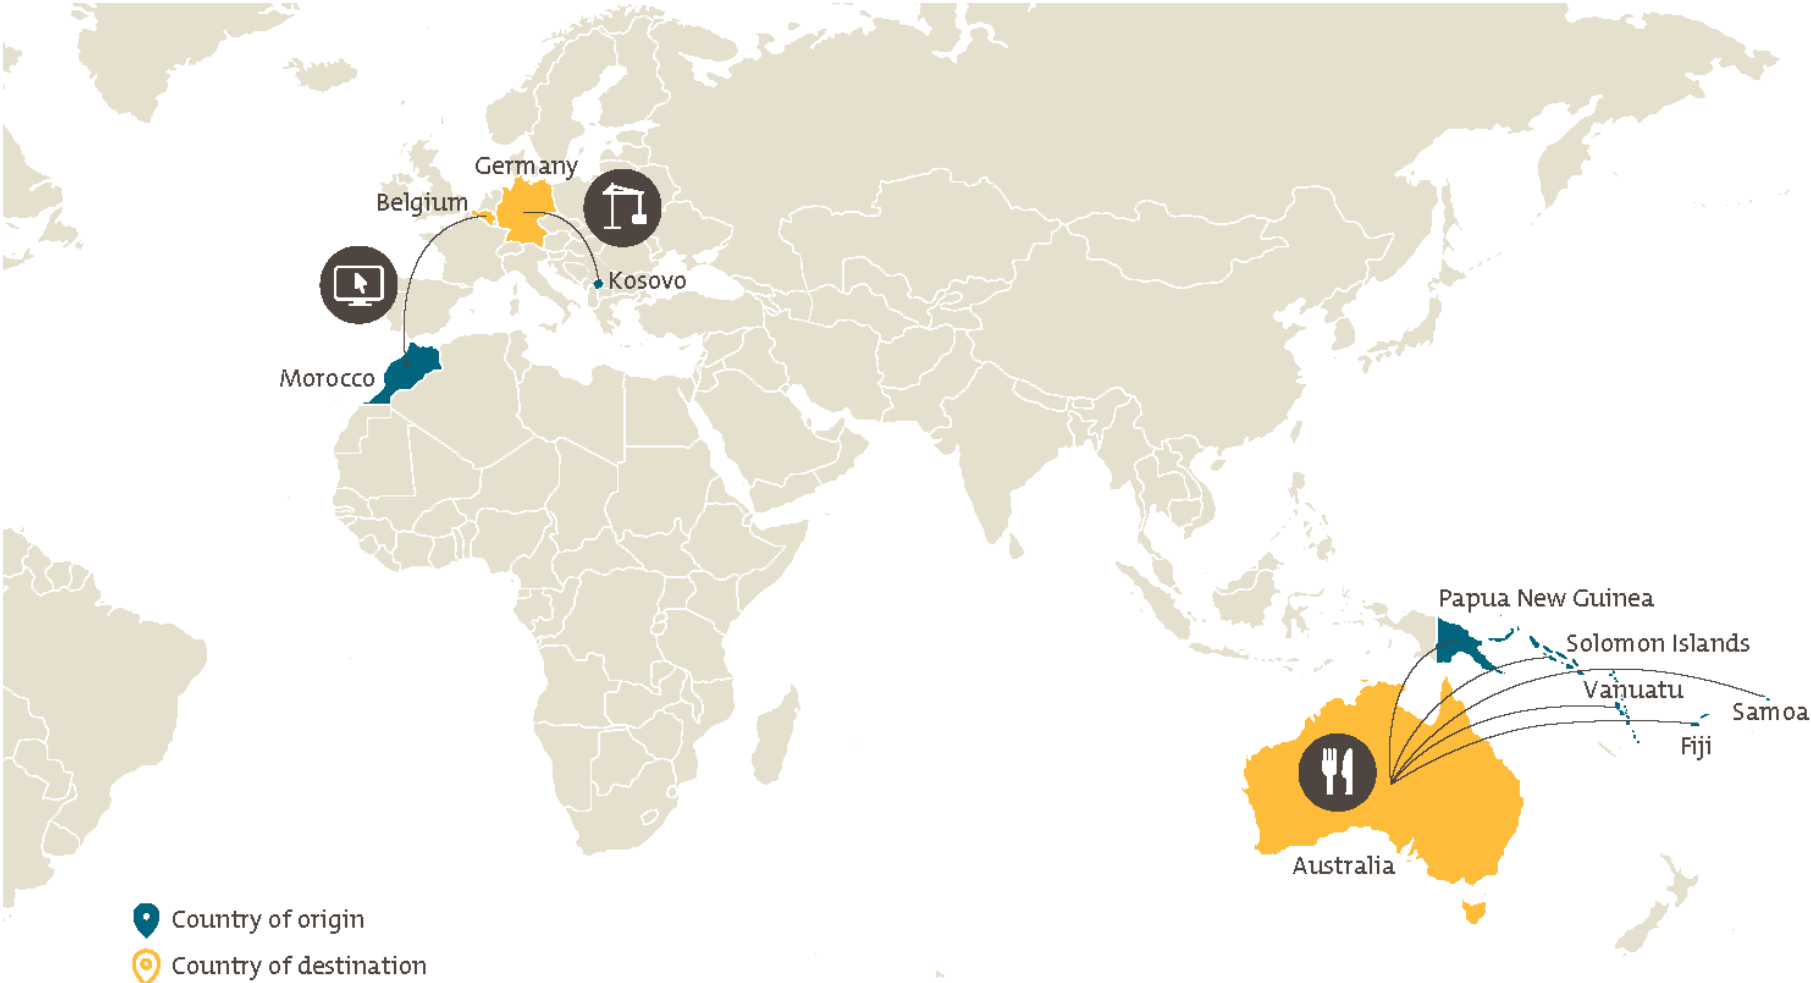 Germany
Belgium
Kosovo
Morocco
Papua New Guinea
Solomon Islands
Vanuatu
Samoa
Fiji
Australia
Country of origin
Country of destination